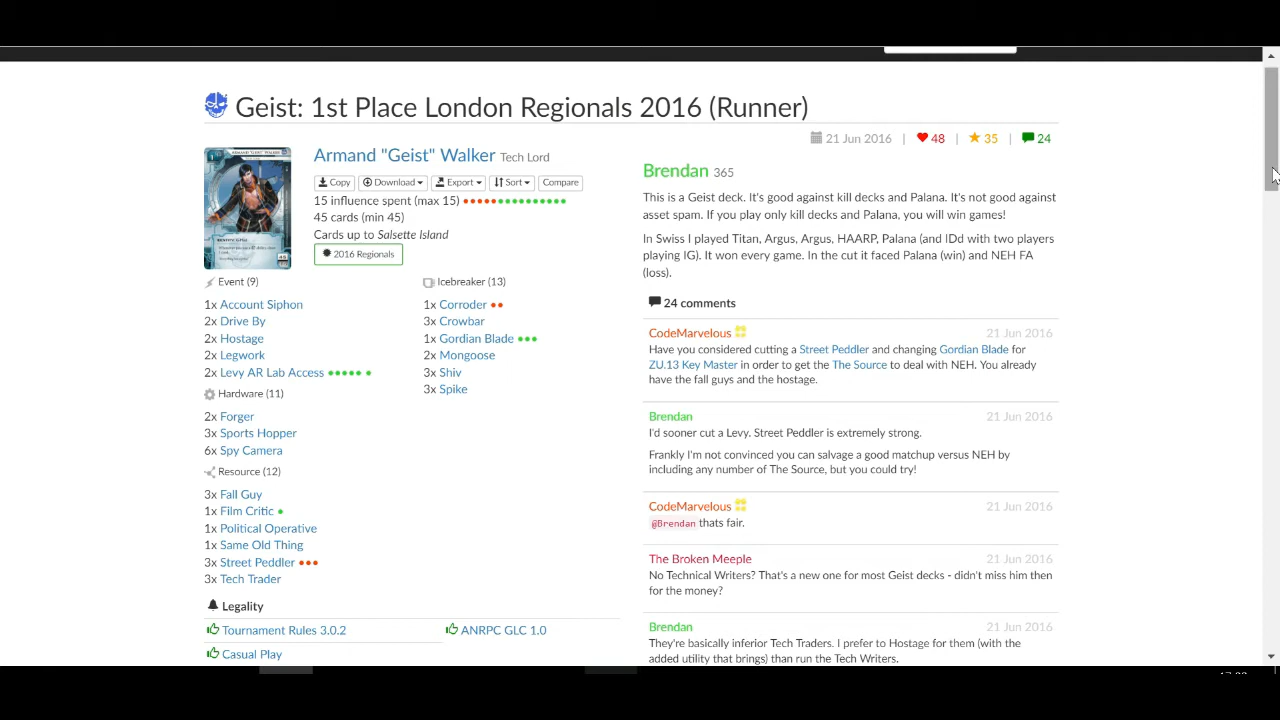 Geist: 1st Place London Regionals 2016 (Runner)
21 Jun 2016 | 48 | 35 | 24
Armand "Geist" Walker Tech Lord
Copy Download Export Sort Compare
15 influence spent (max 15)
45 cards (min 45)
Cards up to Salsette Island
2016 Regionals
Event (9)
1x Account Siphon
2x Drive By
2x Hostage
2x Legwork
2x Levy AR Lab Access
Hardware (11)
2x Forger
3x Sports Hopper
6x Spy Camera
Resource (12)
3x Fall Guy
1x Film Critic
1x Political Operative
1x Same Old Thing
3x Street Peddler
3x Tech Trader
Icebreaker (13)
1x Corroder
3x Crowbar
1x Gordian Blade
2x Mongoose
3x Shiv
3x Spike
Legality
Tournament Rules 3.0.2
ANRPC GLC 1.0
Casual Play
Brendan 365
This is a Geist deck. It's good against kill decks and Palana. It's not good against
asset spam. If you play only kill decks and Palana, you will win games!
In Swiss I played Titan, Argus, Argus, HAARP, Palana (and IDd with two players
playing IG). It won every game. In the cut it faced Palana (win) and NEH FA
(loss).
24 comments
CodeMarvelous 21 Jun 2016
Have you considered cutting a Street Peddler and changing Gordian Blade for
ZU.13 Key Master in order to get the The Source to deal with NEH. You already
have the fall guys and the hostage.
Brendan 21 Jun 2016
I'd sooner cut a Levy. Street Peddler is extremely strong.
Frankly I'm not convinced you can salvage a good matchup versus NEH by
including any number of The Source, but you could try!
CodeMarvelous 21 Jun 2016
@Brendan thats fair.
The Broken Meeple 21 Jun 2016
No Technical Writers? That's a new one for most Geist decks - didn't miss him then
for the money?
Brendan 21 Jun 2016
They're basically inferior Tech Traders. I prefer to Hostage for them (with the
added utility that brings) than run the Tech Writers.